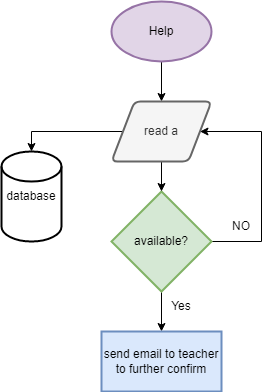 Help
read a
database
available?
NO
Yes
send email to teacher
to further confirm